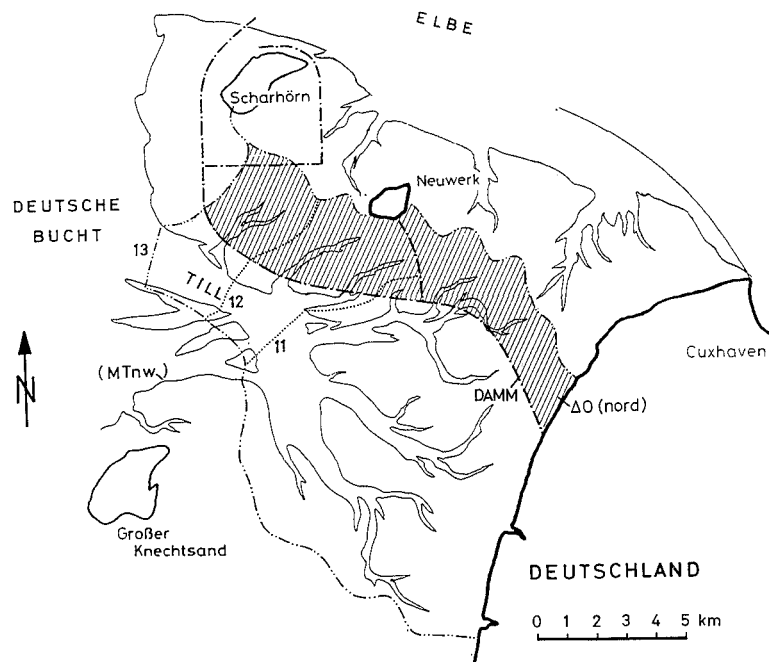 ELBE
Scharhörn
Neuwerk
DEUTSCHE
BUCHT
13
TILL
12
11
Cuxhaven
(MTnw.)
N
DAMM
ΔO (nord)
Großer
Knechtsand
DEUTSCHLAND
0 1 2 3 4 5 km